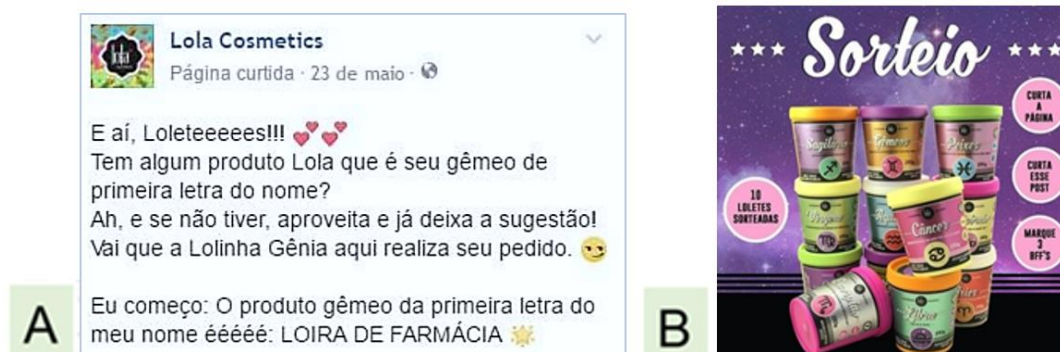 Lola Cosmetics
Página curtida · 23 de maio ·
E aí, Loleteeeees!!! 💕💕
Tem algum produto Lola que é seu gêmeo de
primeira letra do nome?
Ah, e se não tiver, aproveita e já deixa a sugestão!
Vai que a Lolinha Gênia aqui realiza seu pedido. 😏
Eu começo: O produto gêmeo da primeira letra do
meu nome ééééé: LOIRA DE FARMÁCIA 🌟
A
lola
Sorteio
CURTA
A
PÁGINA
CURTA
ESSE
POST
MARQUE
3
BFF'S
10
LOLETES
SORTEADAS
Sagitário
Gêmeos
Peixes
Virgem
Câncer
B